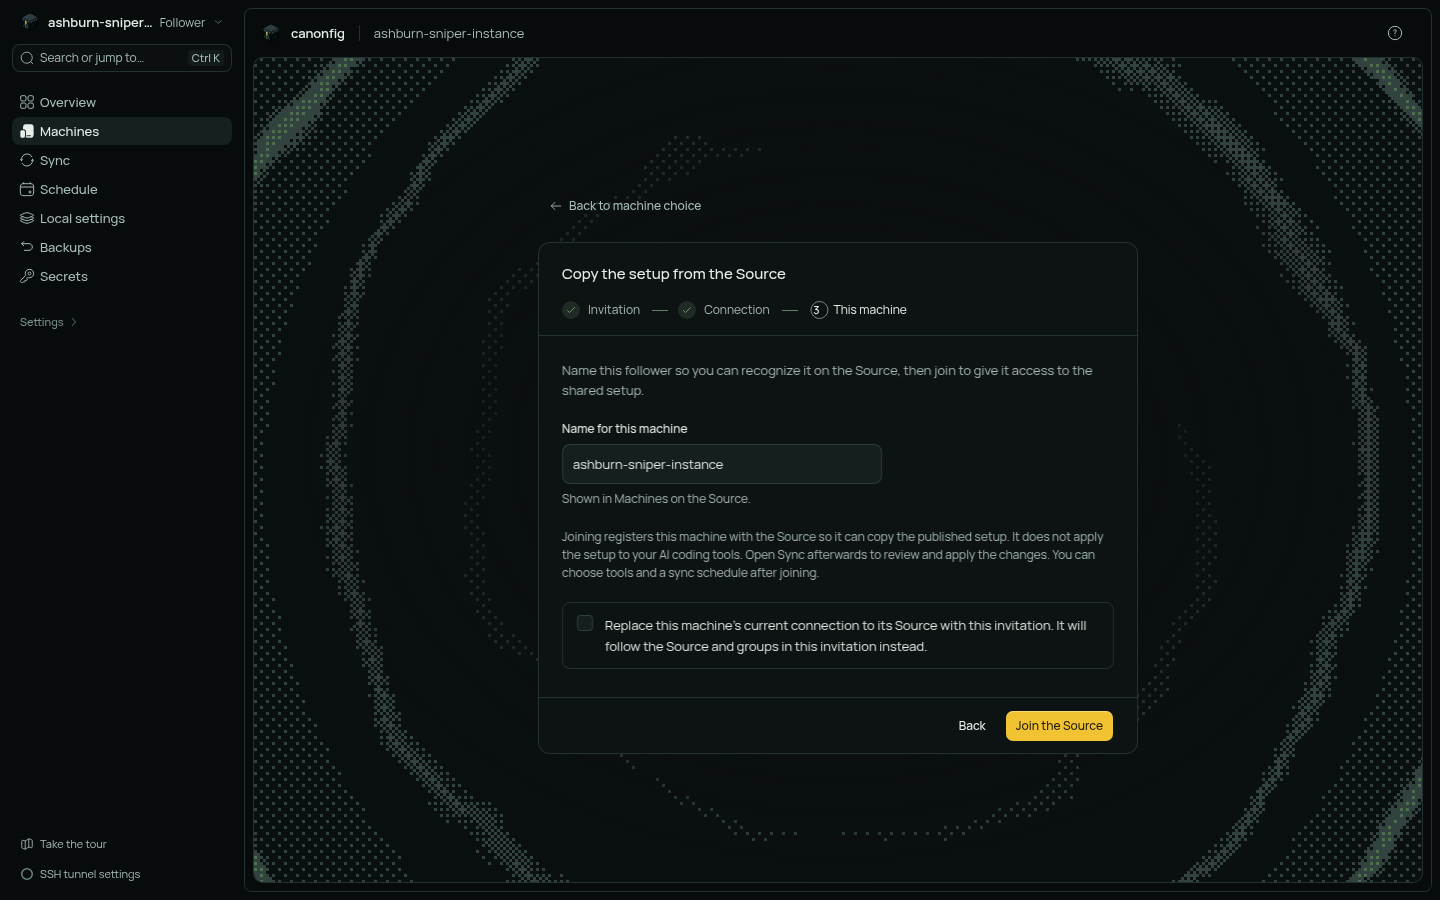 ashburn-sniper... Follower
Search or jump to... Ctrl K
Overview
Machines
Sync
Schedule
Local settings
Backups
Secrets
Settings
Take the tour
SSH tunnel settings
canonfig ashburn-sniper-instance
?
Back to machine choice
Copy the setup from the Source
Invitation Connection 3 This machine
Name this follower so you can recognize it on the Source, then join to give it access to the
shared setup.
Name for this machine
ashburn-sniper-instance
Shown in Machines on the Source.
Joining registers this machine with the Source so it can copy the published setup. It does not apply
the setup to your AI coding tools. Open Sync afterwards to review and apply the changes. You can
choose tools and a sync schedule after joining.
Replace this machine's current connection to its Source with this invitation. It will
follow the Source and groups in this invitation instead.
Back Join the Source